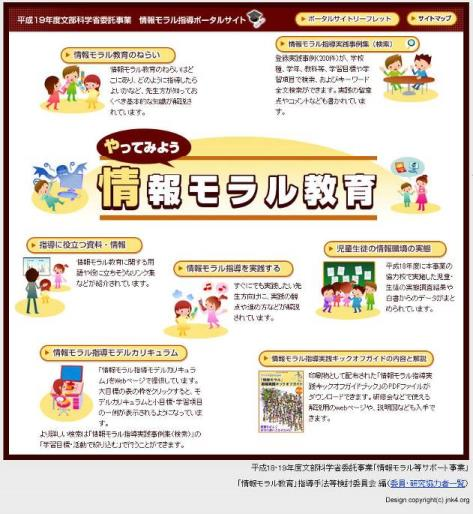 平成19年度文部科学省委託事業 情報モラル指導ポータルサイト
ポータルサイトリーフレット
サイトマップ
情報モラル教育のねらい
情報モラル教育のねらいはど
こにあり、どのように指導したら
よいかなど、先生方が知ってお
くべき基本的な知識が解説さ
れています。
情報モラル指導実践事例集(検索)
登録実践事例(200件)が、学校
種、学年、教科等、学習目標や学
習項目で検索、およびキーワード
全文検索ができます。実践の留意
点やコメントなども書かれていま
す。
やってみよう
情報モラル教育
指導に役立つ資料・情報
情報モラル教育に関する用
語や役に立ちそうなリンク集
などが紹介されています。
情報モラル指導を実践する
すぐにでも実践したい先
生方向けに、実践の観
点や進め方などが解説
されています。
児童生徒の情報環境の実態
平成18年度に本事業の
協力校で実施した児童・
生徒の実態調査結果や
白書からのデータがまと
められています。
情報モラル指導モデルカリキュラム
「情報モラル指導モデルカリキュラ
ム」をWebページで提供しています。
大目標の表の枠をクリックすると、モ
デルカリキュラムと小目標・学習項目
の一例が表示されるようになっていま
す。
より詳しい検索は「情報モラル指導実践事例集(検索)」の
「学習目標・活動で絞り込む」で行うことができます。
情報モラル指導実践キックオフガイドの内容と解説
印刷物として配布された「情報モラル指導実
践キックオフガイドブック」のPDFファイルが
ダウンロードできます。研修会などで使える
解説用のwebページや、説明図なども入手で
きます。
平成18・19年度文部科学省委託事業「情報モラル等サポート事業」
「情報モラル教育」指導手法等検討委員会 編(委員・研究協力者一覧)
Design copyright(c) jnk4.org